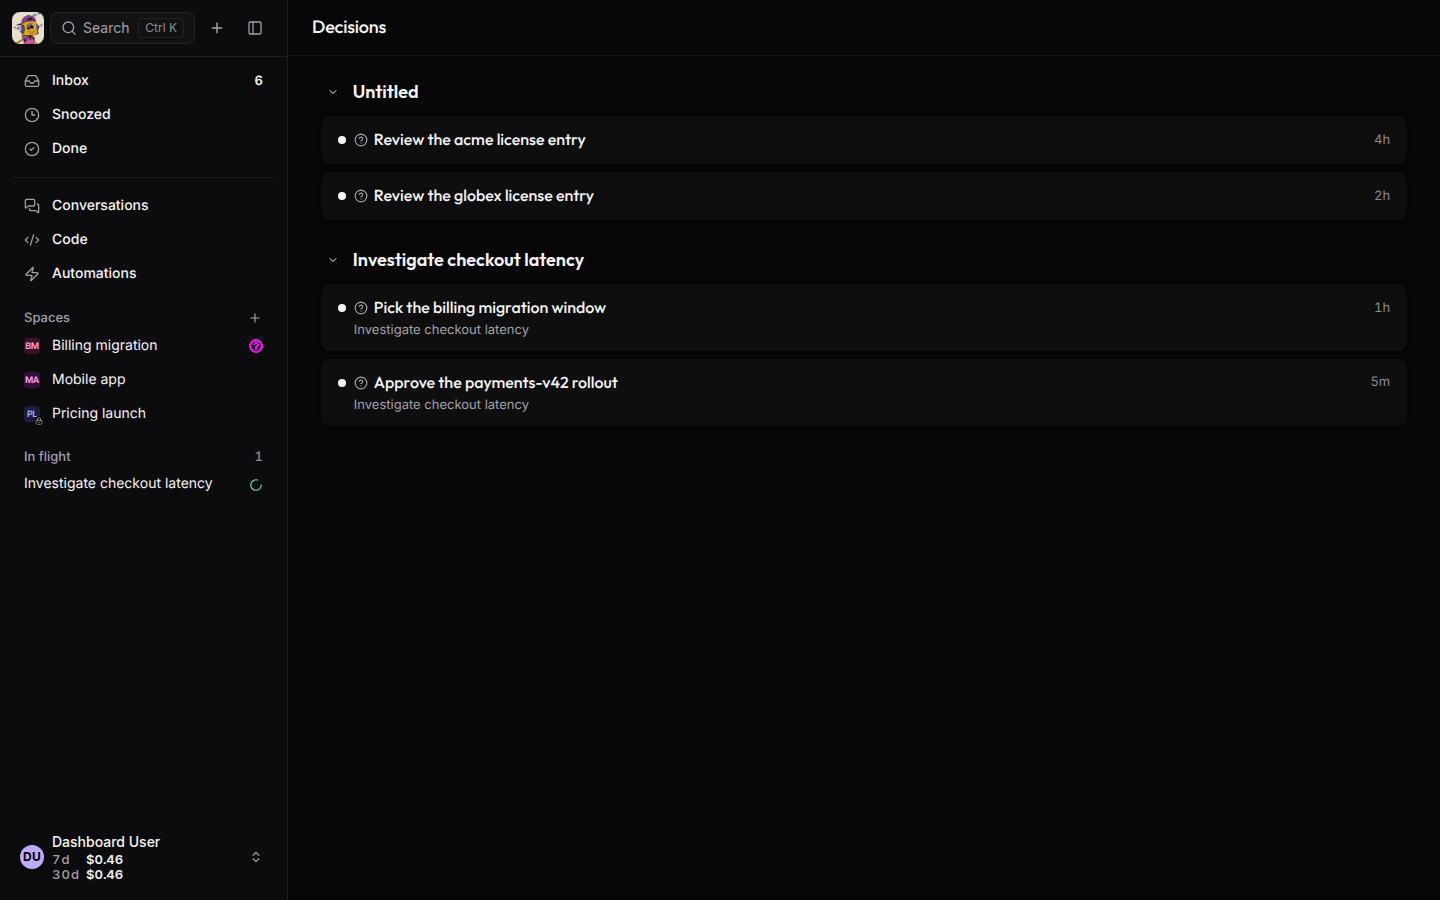 Search Ctrl K
Decisions
Inbox 6
Snoozed
Done
Conversations
Code
Automations
Spaces
BM Billing migration
MA Mobile app
PL Pricing launch
In flight 1
Investigate checkout latency
DU Dashboard User
7d $0.46
30d $0.46
Untitled
Review the acme license entry 4h
Review the globex license entry 2h
Investigate checkout latency
Pick the billing migration window 1h
Investigate checkout latency
Approve the payments-v42 rollout 5m
Investigate checkout latency